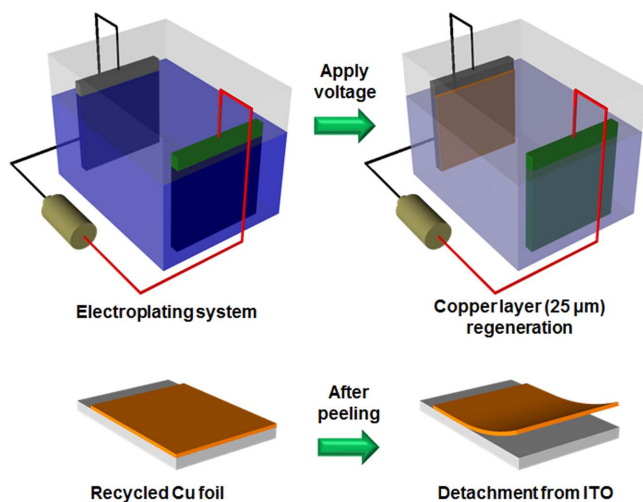 Apply
voltage
Electroplating system
Copper layer (25 µm)
regeneration
After
peeling
Recycled Cu foil
Detachment from ITO